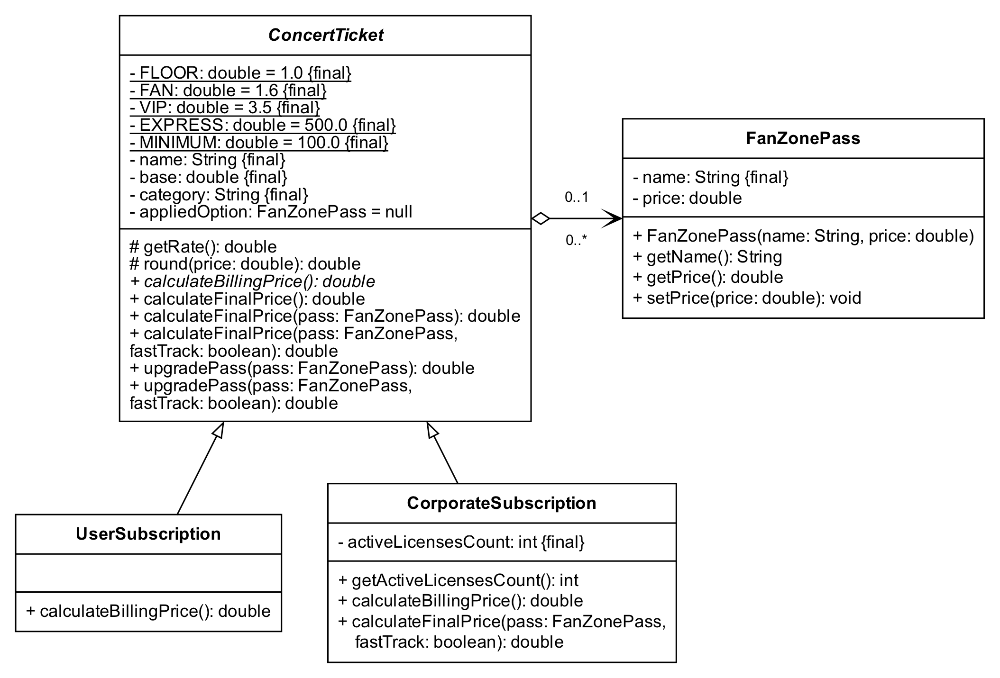 ConcertTicket
- FLOOR: double = 1.0 {final}
- FAN: double = 1.6 {final}
- VIP: double = 3.5 {final}
- EXPRESS: double = 500.0 {final}
- MINIMUM: double = 100.0 {final}
- name: String {final}
- base: double {final}
- category: String {final}
- appliedOption: FanZonePass = null
# getRate(): double
# round(price: double): double
+ calculateBillingPrice(): double
+ calculateFinalPrice(): double
+ calculateFinalPrice(pass: FanZonePass): double
+ calculateFinalPrice(pass: FanZonePass,
fastTrack: boolean): double
+ upgradePass(pass: FanZonePass): double
+ upgradePass(pass: FanZonePass,
fastTrack: boolean): double
0..1
0..*
FanZonePass
- name: String {final}
- price: double
+ FanZonePass(name: String, price: double)
+ getName(): String
+ getPrice(): double
+ setPrice(price: double): void
UserSubscription
+ calculateBillingPrice(): double
CorporateSubscription
- activeLicensesCount: int {final}
+ getActiveLicensesCount(): int
+ calculateBillingPrice(): double
+ calculateFinalPrice(pass: FanZonePass,
fastTrack: boolean): double